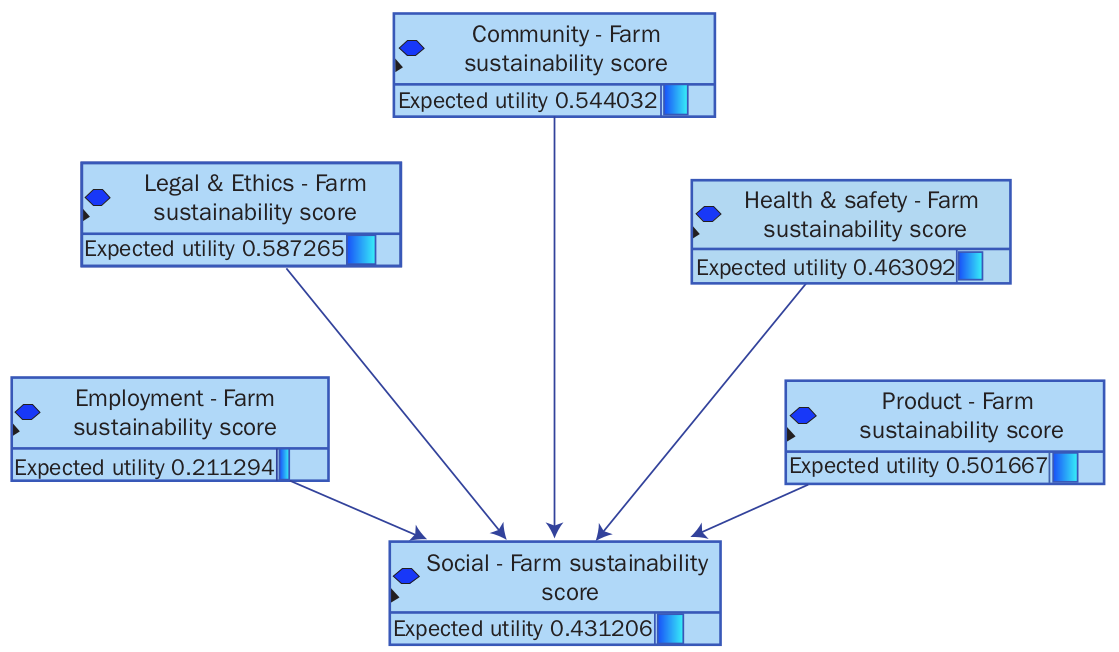 Community - Farm
sustainability score
Expected utility 0.544032
Legal & Ethics - Farm
sustainability score
Expected utility 0.587265
Health & safety - Farm
sustainability score
Expected utility 0.463092
Employment - Farm
sustainability score
Expected utility 0.211294
Product - Farm
sustainability score
Expected utility 0.501667
Social - Farm sustainability
score
Expected utility 0.431206